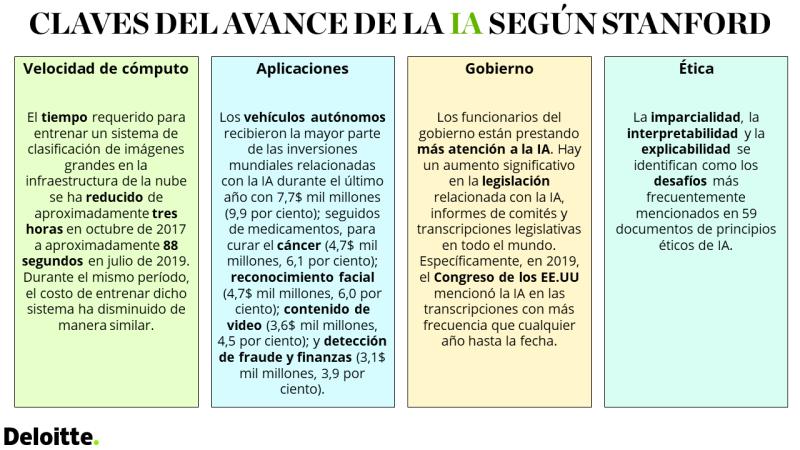 CLAVES DEL AVANCE DE LA IA SEGÚN STANFORD
Velocidad de cómputo
El tiempo requerido para
entrenar un sistema de
clasificación de imágenes
grandes en la
infraestructura de la nube
se ha reducido de
aproximadamente tres
horas en octubre de 2017
a aproximadamente 88
segundos en julio de 2019.
Durante el mismo período,
el costo de entrenar dicho
sistema ha disminuido de
manera similar.
Aplicaciones
Los vehículos autónomos
recibieron la mayor parte
de las inversiones
mundiales relacionadas
con la IA durante el último
año con 7,7$ mil millones
(9,9 por ciento); seguidos
de medicamentos, para
curar el cáncer (4,7$ mil
millones, 6,1 por ciento);
reconocimiento facial
(4,7$ mil millones, 6,0 por
ciento); contenido de
video (3,6$ mil millones,
4,5 por ciento); y detección
de fraude y finanzas (3,1$
mil millones, 3,9 por
ciento).
Gobierno
Los funcionarios del
gobierno están prestando
más atención a la IA. Hay
un aumento significativo
en la legislación
relacionada con la IA,
informes de comités y
transcripciones legislativas
en todo el mundo.
Específicamente, en 2019,
el Congreso de los EE.UU
mencionó la IA en las
transcripciones con más
frecuencia que cualquier
año hasta la fecha.
Ética
La imparcialidad, la
interpretabilidad y la
explicabilidad se
identifican como los
desafíos más
frecuentemente
mencionados en 59
documentos de principios
éticos de IA.
Deloitte.